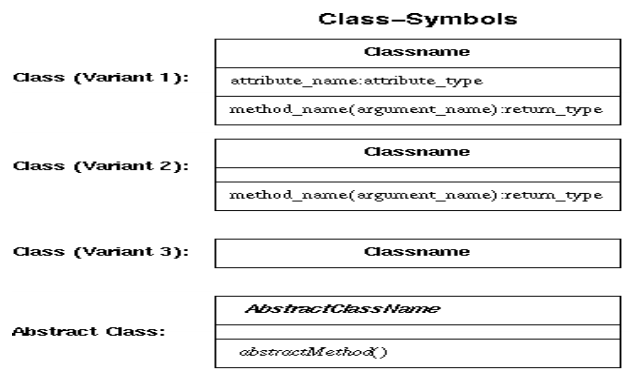 Class-Symbols
Classname
Class (Variant 1):
attribute_name:attribute_type
method_name(argument_name):return_type
Classname
Class (Variant 2):
method_name(argument_name):return_type
Class (Variant 3):
Classname
AbstractClassName
Abstract Class:
abstractMethod()